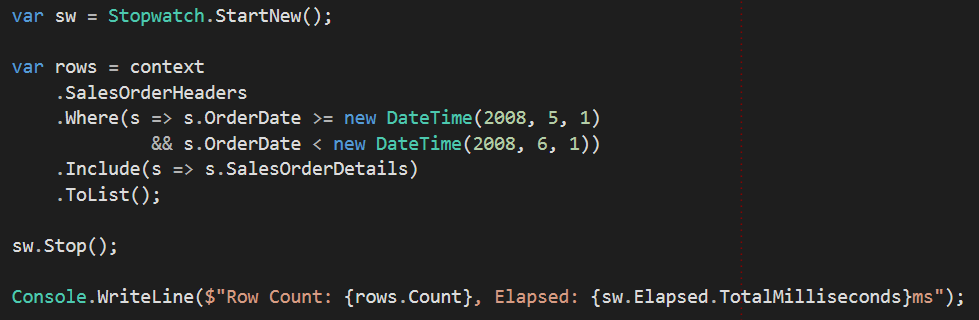 var sw = Stopwatch.StartNew();
var rows = context
.SalesOrderHeaders
.Where(s => s.OrderDate >= new DateTime(2008, 5, 1)
&& s.OrderDate < new DateTime(2008, 6, 1))
.Include(s => s.SalesOrderDetails)
.ToList();
sw.Stop();
Console.WriteLine($"Row Count: {rows.Count}, Elapsed: {sw.Elapsed.TotalMilliseconds}ms");